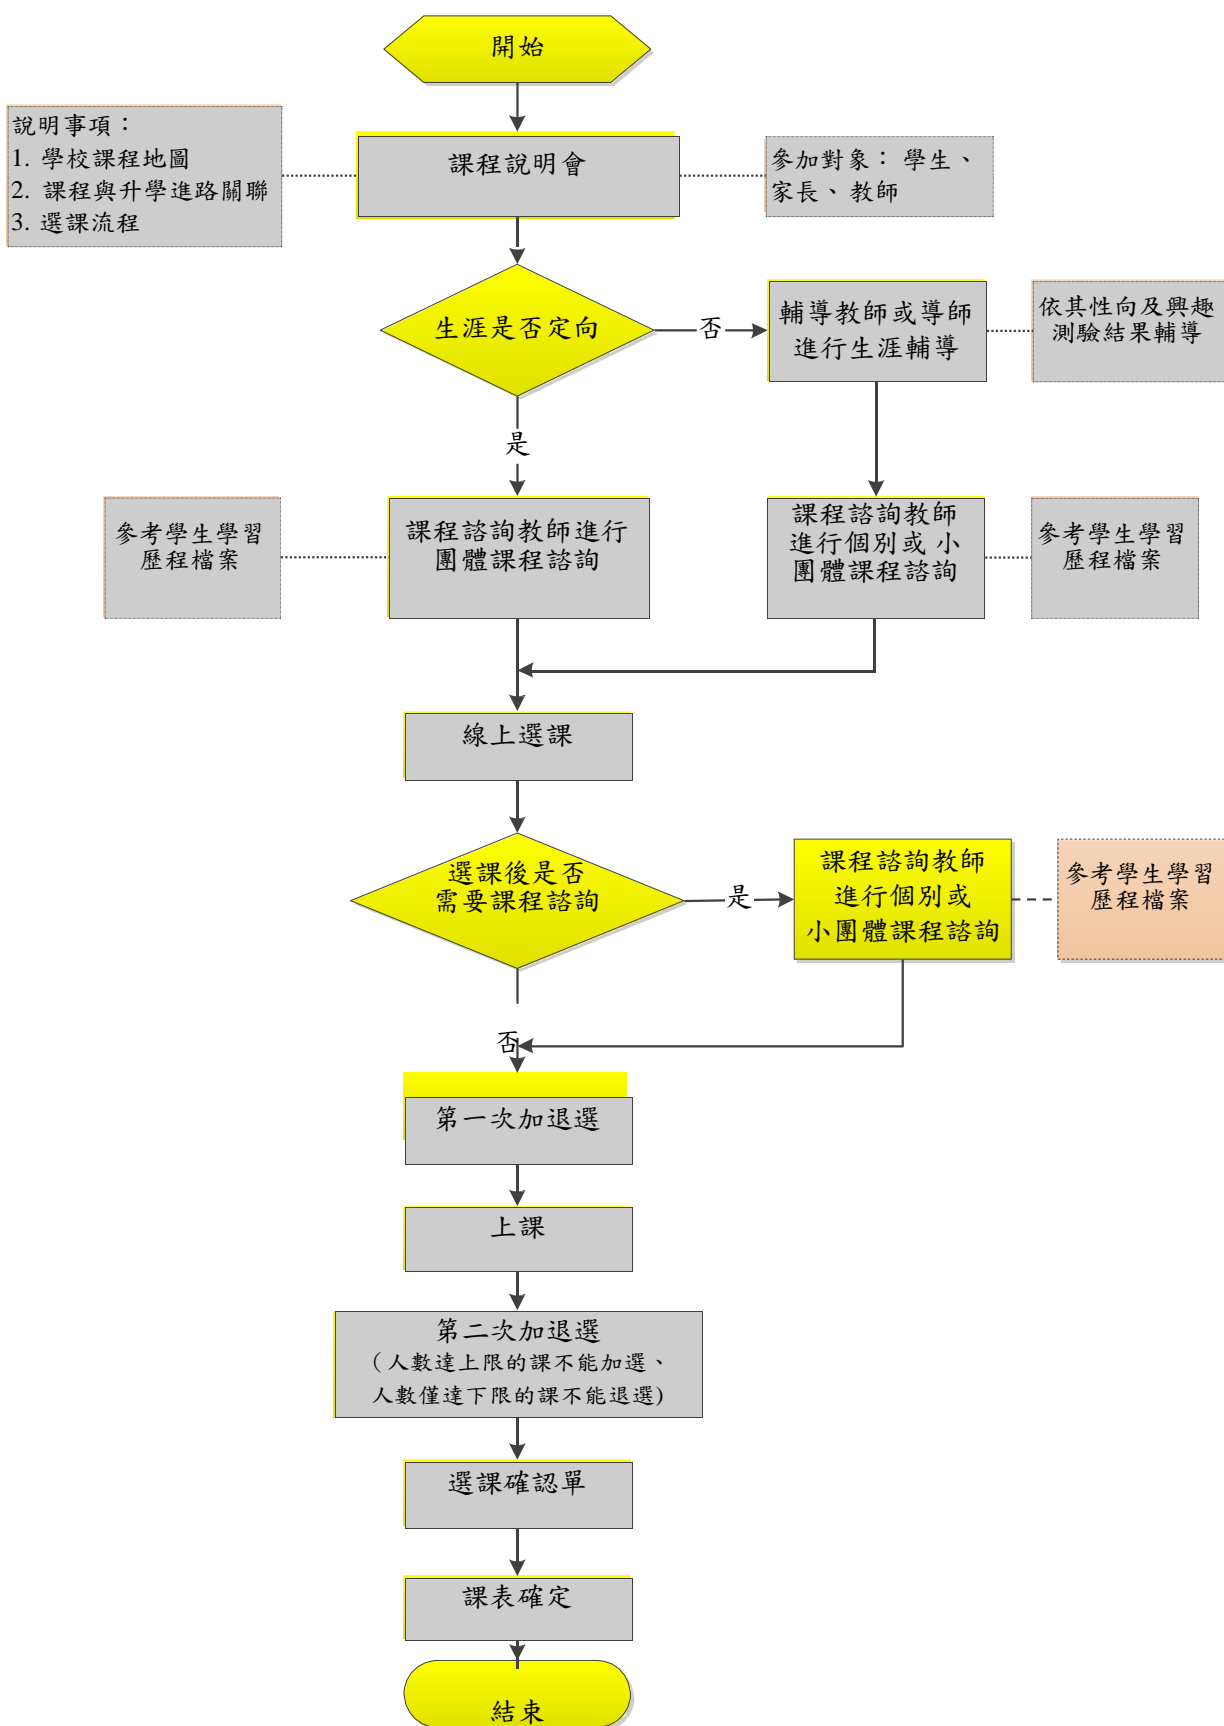 開始
說明事項：
1. 學校課程地圖
2. 課程與升學進路關聯
3. 選課流程
課程說明會
參加對象： 學生、
家長、教師
生涯是否定向
否
輔導教師或導師
進行生涯輔導
依其性向及興趣
測驗結果輔導
是
參考學生學習
歷程檔案
課程諮詢教師進行
團體課程諮詢
課程諮詢教師
進行個別或 小
團體課程諮詢
參考學生學習
歷程檔案
線上選課
選課後是否
需要課程諮詢
是
課程諮詢教師
進行個別或
小團體課程諮詢
參考學生學習
歷程檔案
否
第一次加退選
上課
第二次加退選
（人數達上限的課不能加選、
人數僅達下限的課不能退選)
選課確認單
課表確定
結束